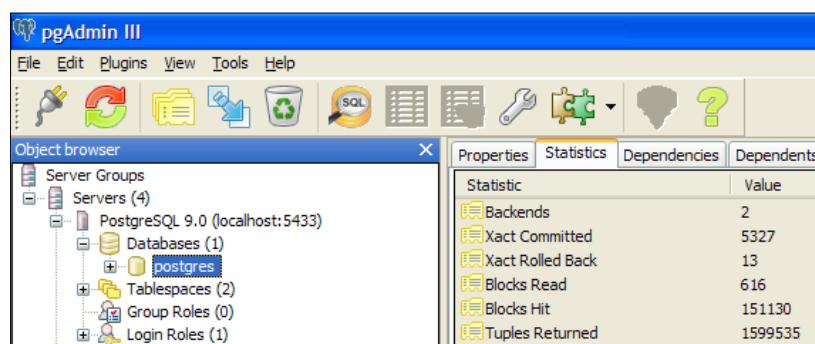 pgAdmin III
File Edit Plugins View Tools Help
SQL
Object browser
Server Groups
Servers (4)
PostgreSQL 9.0 (localhost:5433)
Databases (1)
postgres
Tablespaces (2)
Group Roles (0)
Login Roles (1)
Properties Statistics Dependencies Dependents
Statistic Value
Backends 2
Xact Committed 5327
Xact Rolled Back 13
Blocks Read 616
Blocks Hit 151130
Tuples Returned 1599535